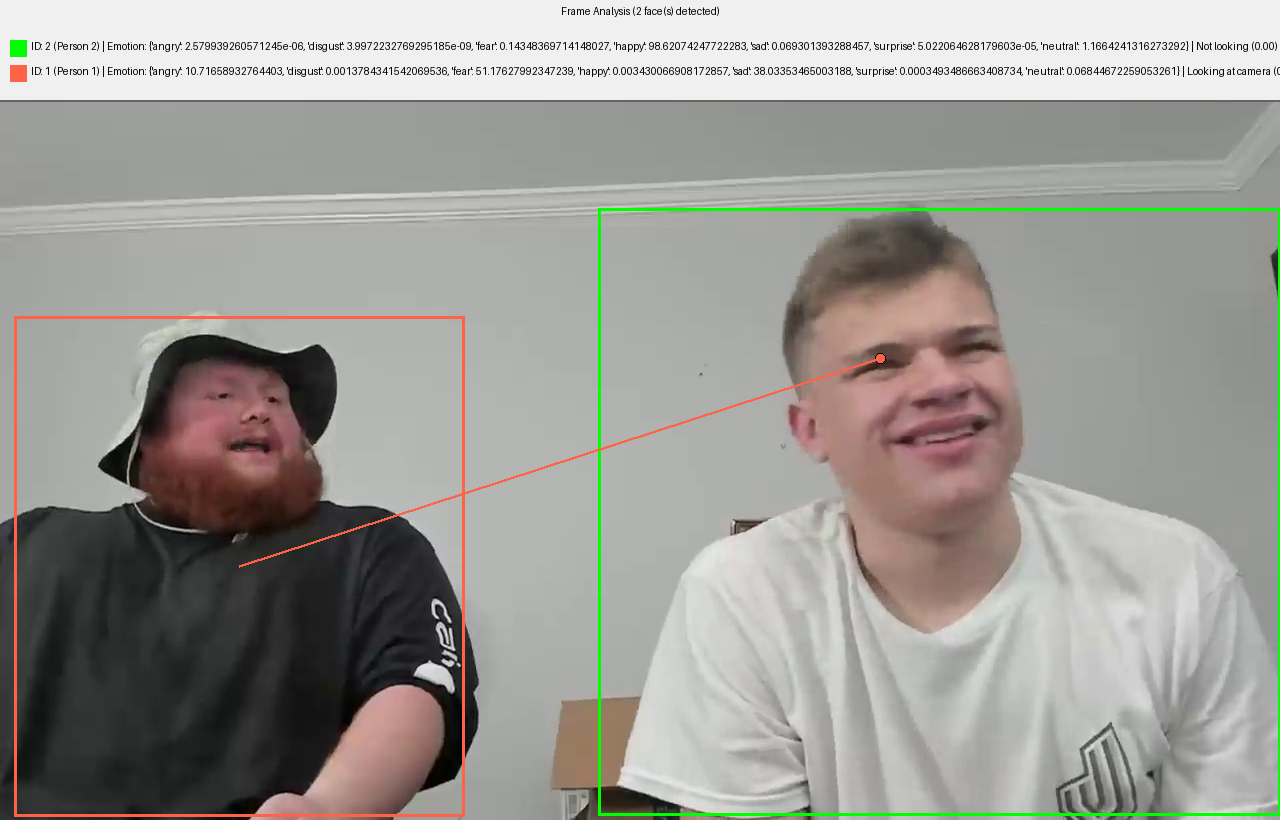 Frame Analysis (2 face(s) detected)
ID: 2 (Person 2) | Emotion: {'angry': 2.579939260571245e-06, 'disgust': 3.9972232769295185e-09, 'fear': 0.14348369714148027, 'happy': 98.62074247722283, 'sad': 0.069301393288457, 'surprise': 5.022064628179603e-05, 'neutral': 1.1664241316273292} | Not looking (0.00)
ID: 1 (Person 1) | Emotion: {'angry': 10.71658932764403, 'disgust': 0.0013784341542069536, 'fear': 51.17627992347239, 'happy': 0.003430066908172857, 'sad': 38.03353465003188, 'surprise': 0.0003493486663408734, 'neutral': 0.06844672259053261} | Looking at camera (0